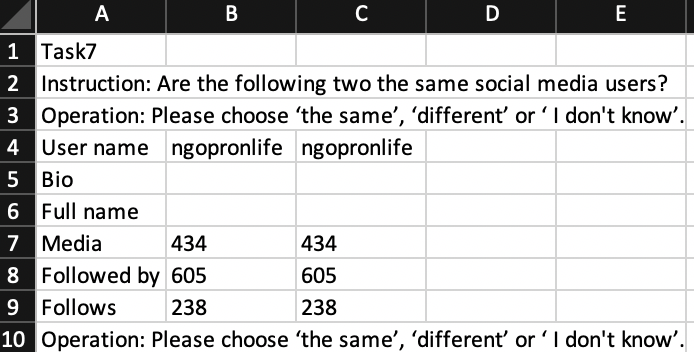 A B C D E
1 Task7
2 Instruction: Are the following two the same social media users?
3 Operation: Please choose ‘the same’, ‘different’ or ‘ I don't know’.
4 User name ngopronlife ngopronlife
5 Bio
6 Full name
7 Media 434 434
8 Followed by 605 605
9 Follows 238 238
10 Operation: Please choose ‘the same’, ‘different’ or ‘ I don't know’.